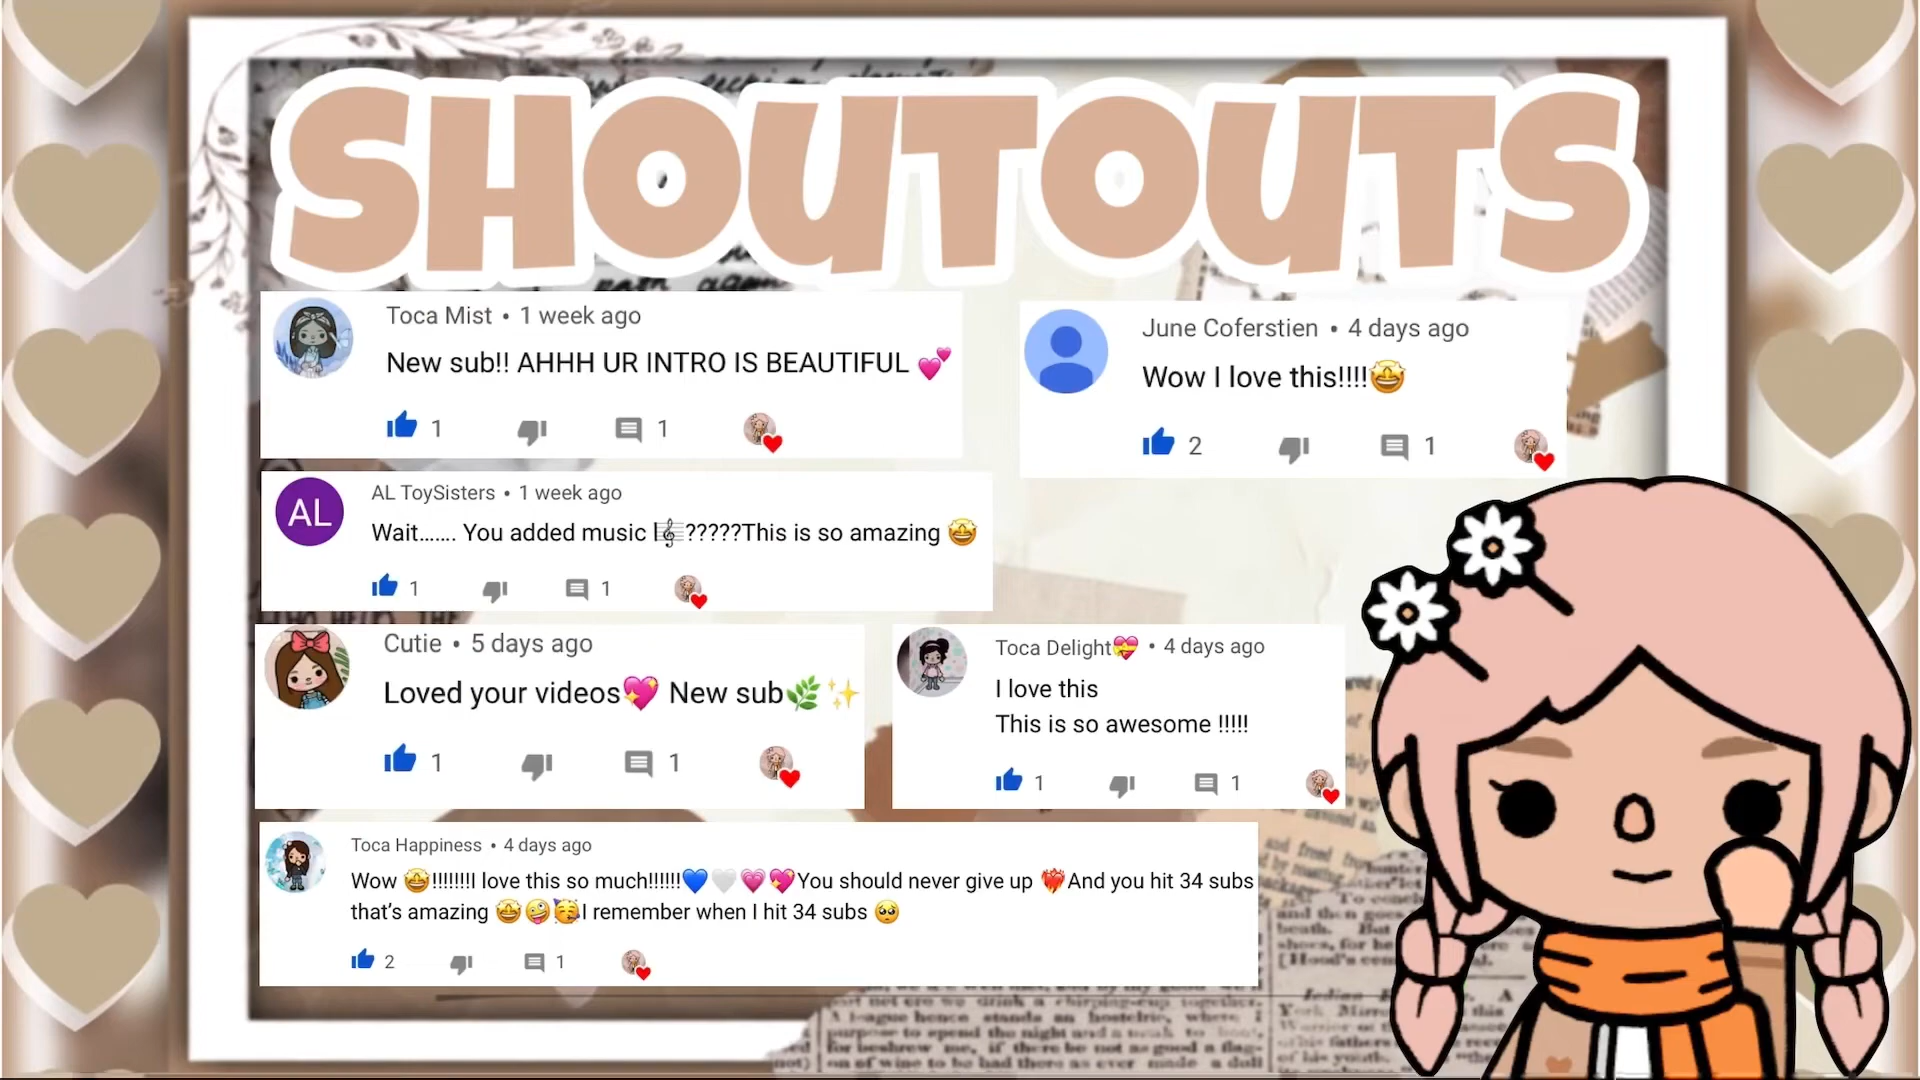 SHOUTOUTS
Toca Mist • 1 week ago
New sub!! AHHH UR INTRO IS BEAUTIFUL 💕
1 1
June Coferstien • 4 days ago
Wow I love this!!!!🤩
2 1
AL
AL ToySisters • 1 week ago
Wait....... You added music 🎼?????This is so amazing 🤩
1 1
Cutie • 5 days ago
Loved your videos💖 New sub🌿✨
1 1
Toca Delight💝 • 4 days ago
I love this
This is so awesome !!!!!
1 1
Toca Happiness • 4 days ago
Wow 🤩!!!!!!!!I love this so much!!!!!!💙🤍💗💖You should never give up ❤️‍🔥And you hit 34 subs
that's amazing 🤩🤪🥳I remember when I hit 34 subs 🥺
2 1